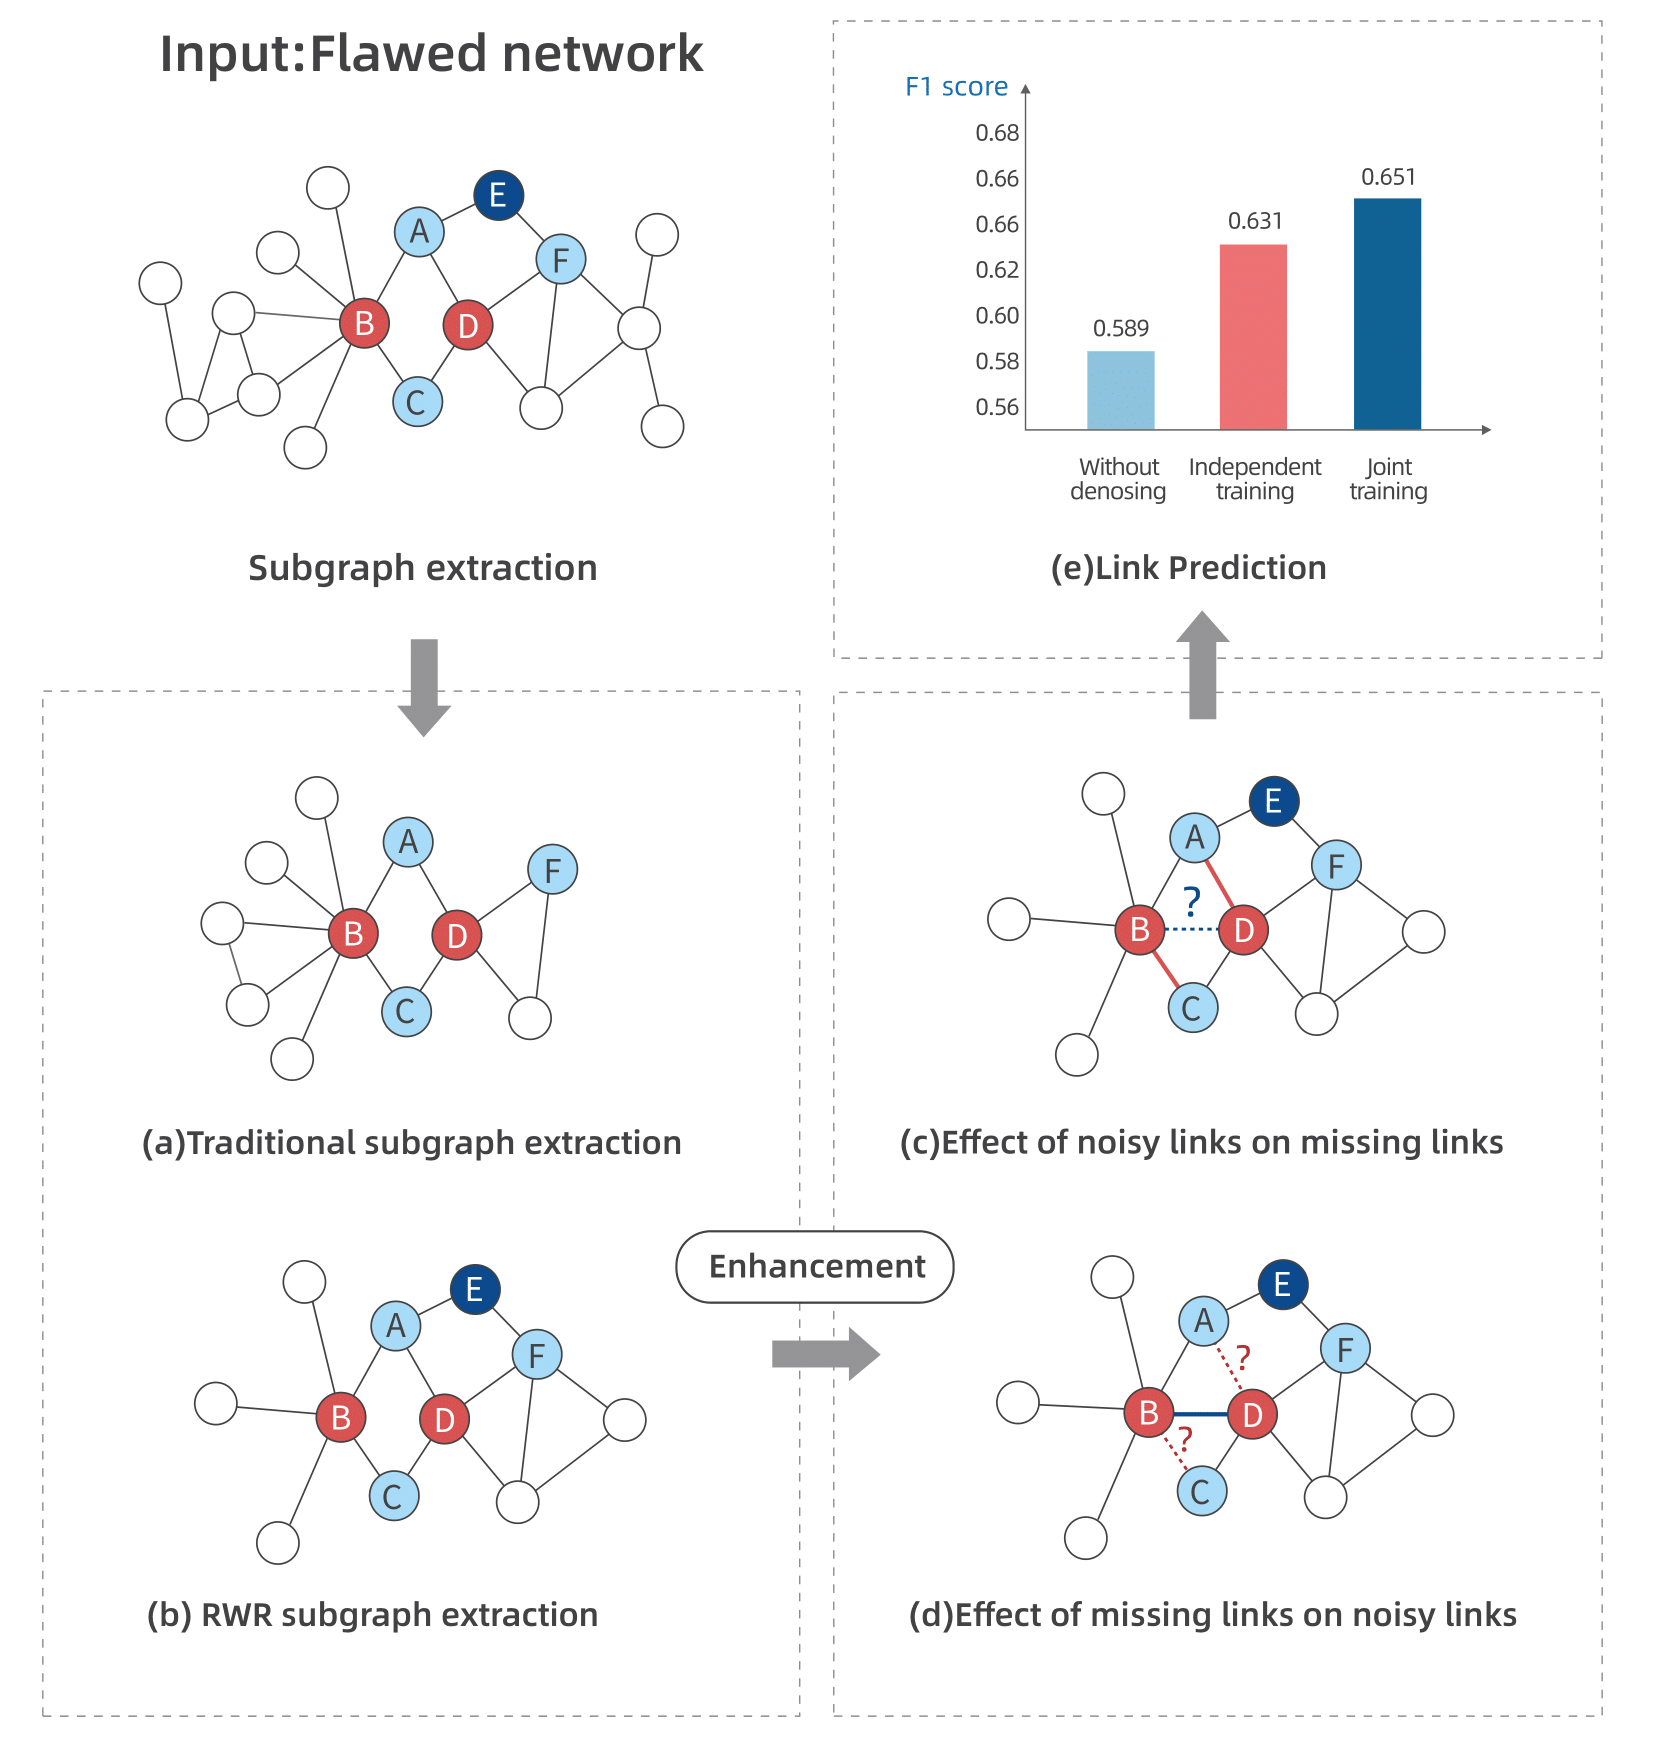 Input:Flawed network
E
A
F
B
D
C
Subgraph extraction
F1 score
0.68
0.66
0.66
0.62
0.60
0.58
0.56
0.589
0.631
0.651
Without
denosing
Independent
training
Joint
training
(e)Link Prediction
A
F
B
D
C
(a)Traditional subgraph extraction
E
A
F
B
D
C
(b) RWR subgraph extraction
Enhancement
E
A
F
?
B
D
C
(c)Effect of noisy links on missing links
E
A
F
?
B
D
?
C
(d)Effect of missing links on noisy links